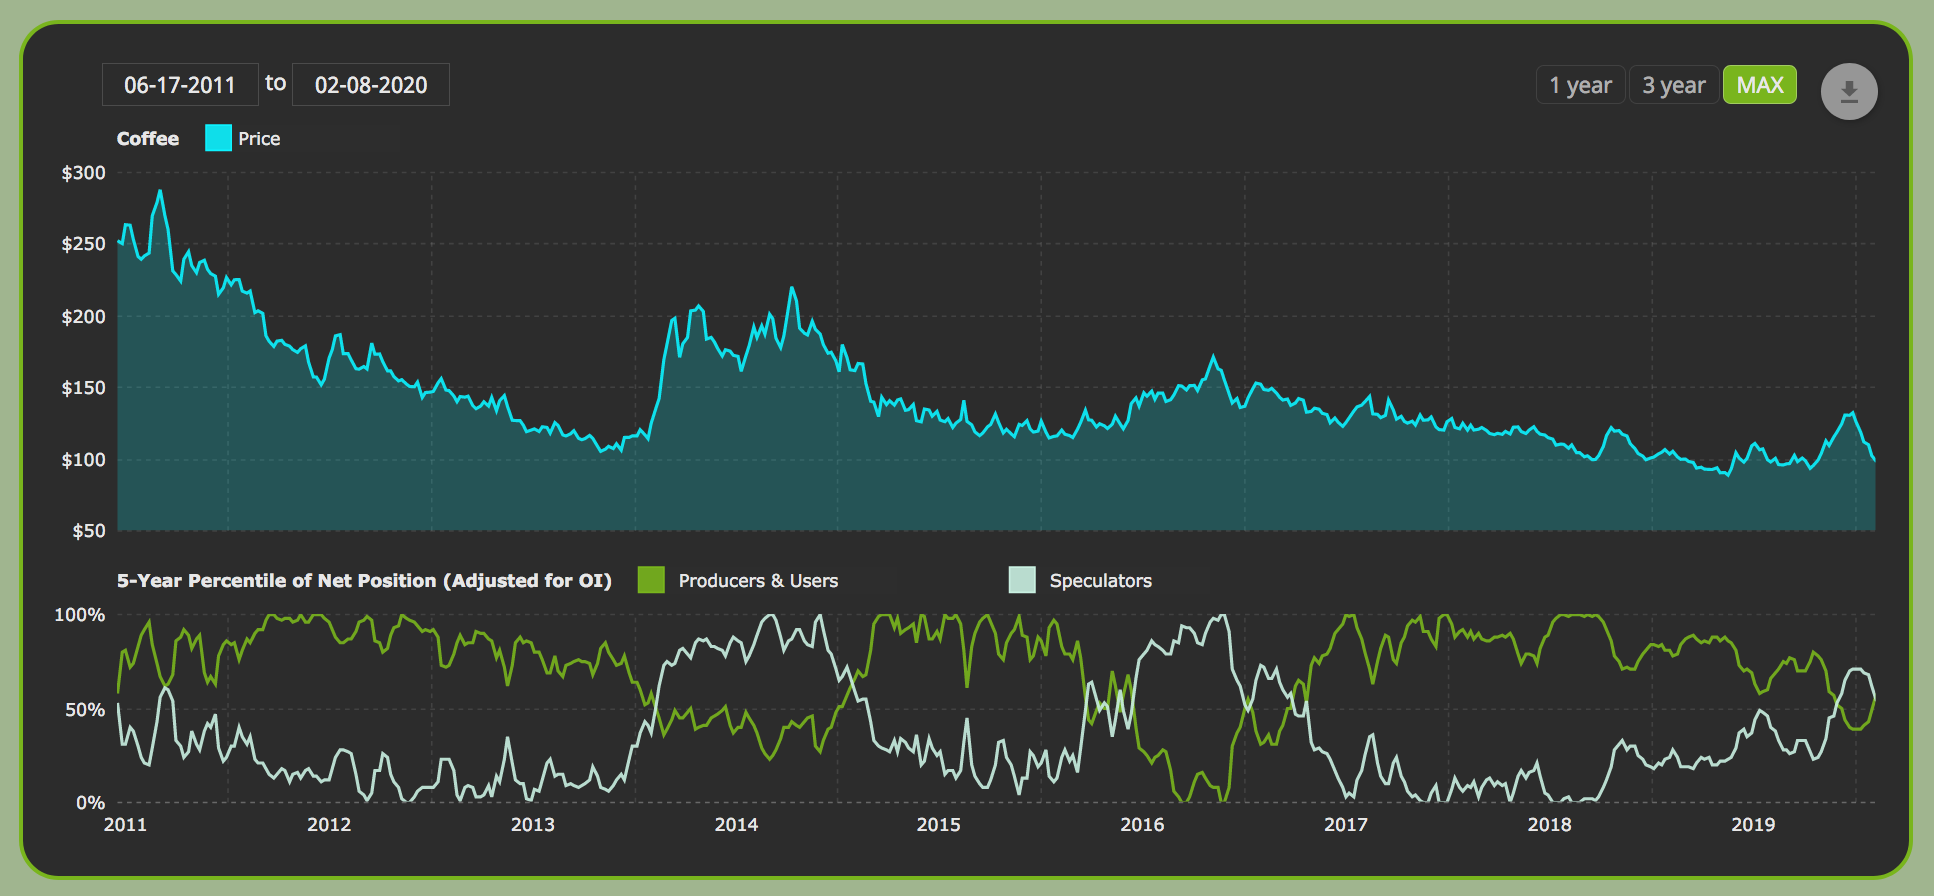 06-17-2011 to 02-08-2020 1 year 3 year MAX
Coffee Price
$300
$250
$200
$150
$100
$50
5-Year Percentile of Net Position (Adjusted for OI) Producers & Users Speculators
100%
50%
0%
2011 2012 2013 2014 2015 2016 2017 2018 2019